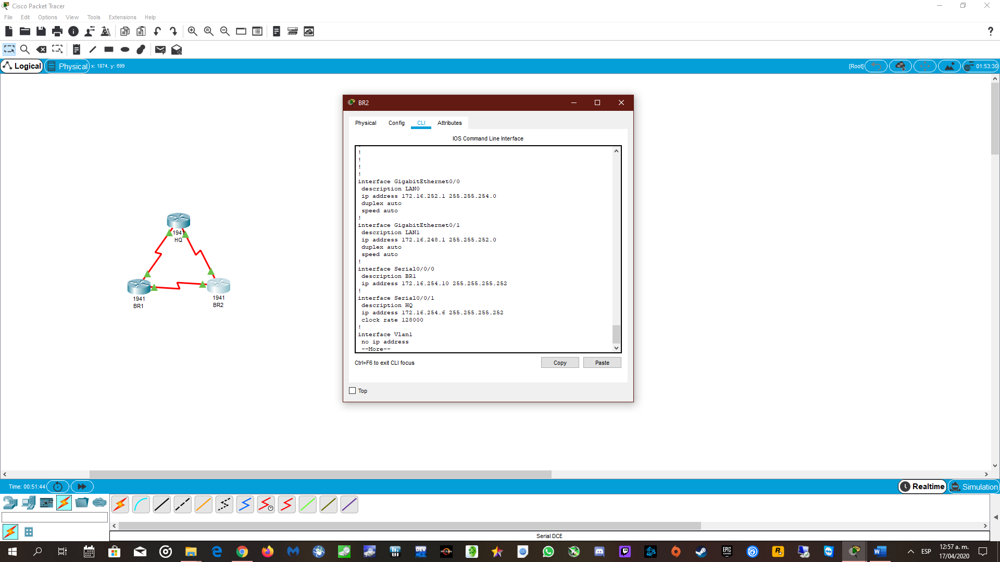 Cisco Packet Tracer
File Edit Options View Tools Extensions Help
Logical Physical x: 1874, y: 699 [Root] 01:53:30
BR2
Physical Config CLI Attributes
IOS Command Line Interface
!
!
!
!
interface GigabitEthernet0/0
description LAN0
ip address 172.16.252.1 255.255.254.0
duplex auto
speed auto
!
interface GigabitEthernet0/1
description LAN1
ip address 172.16.248.1 255.255.252.0
duplex auto
speed auto
!
interface Serial0/0/0
description BR1
ip address 172.16.254.10 255.255.255.252
!
interface Serial0/0/1
description HQ
ip address 172.16.254.6 255.255.255.252
clock rate 128000
!
interface Vlan1
no ip address
--More--
Ctrl+F6 to exit CLI focus Copy Paste
Top
1941
HQ
1941
BR1
1941
BR2
Time: 00:51:44 Realtime Simulation
Serial DCE
DEV
RYZEN
qb
EPIC
GAMES
R
W
ESP
12:57 a. m.
17/04/2020